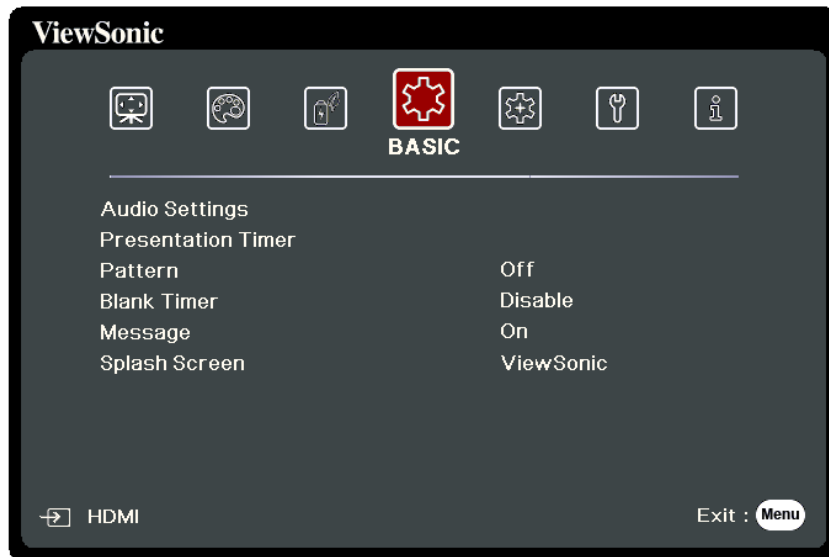 ViewSonic
BASIC
Audio Settings
Presentation Timer
Pattern Off
Blank Timer Disable
Message On
Splash Screen ViewSonic
HDMI
Exit : Menu